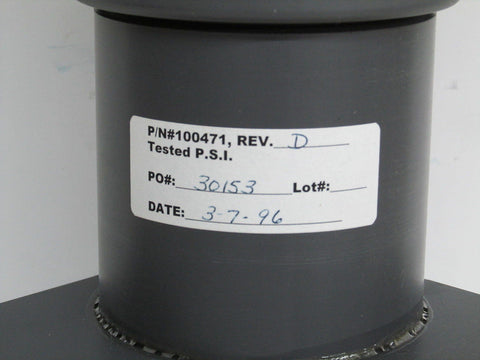 P/N#100471, REV. D
Tested P.S.I.
PO#: 30153 Lot#:
DATE: 3-7-96